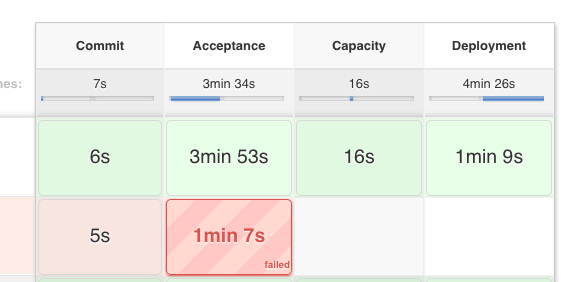 Commit Acceptance Capacity Deployment
nes: 7s 3min 34s 16s 4min 26s
6s 3min 53s 16s 1min 9s
5s 1min 7s
failed